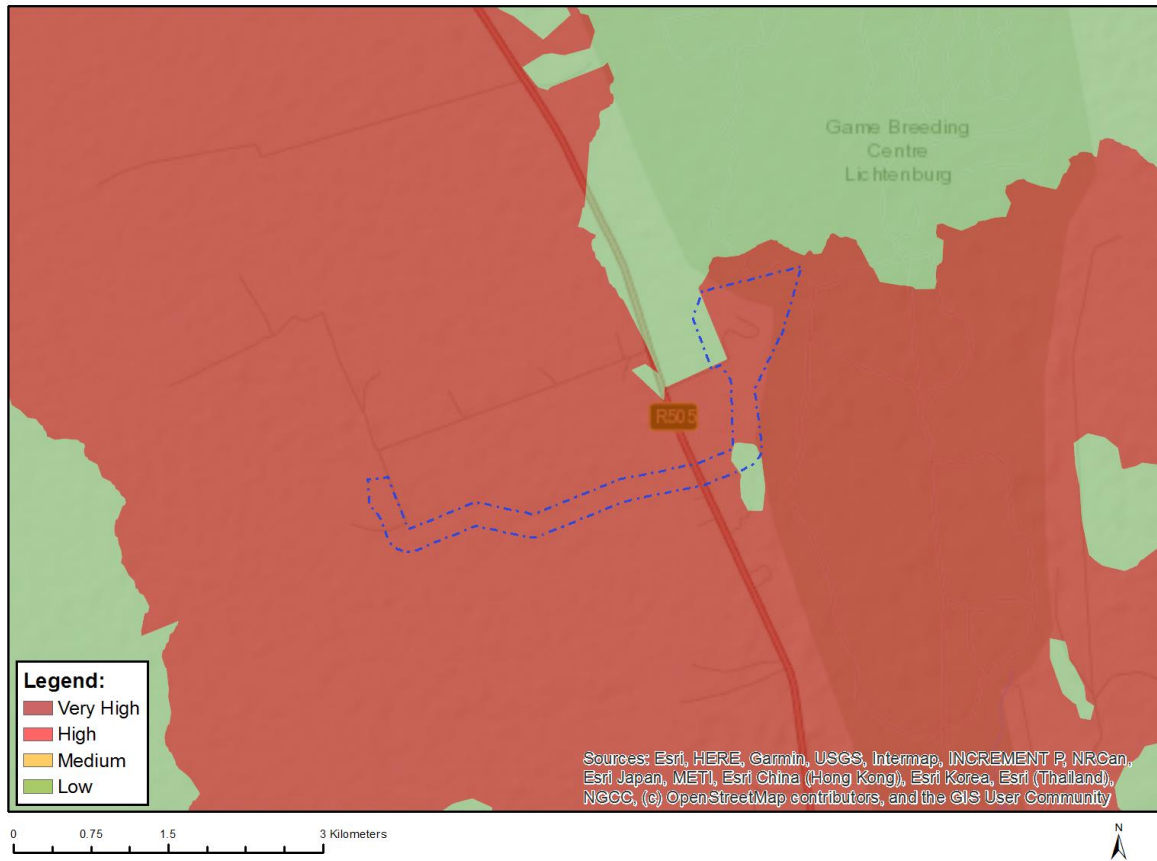 Game Breeding
Centre
Lichtenburg
R505
Legend:
Very High
High
Medium
Low
Sources: Esri, HERE, Garmin, USGS, Intermap, INCREMENT P, NRCan,
Esri Japan, METI, Esri China (Hong Kong), Esri Korea, Esri (Thailand),
NGCC, (c) OpenStreetMap contributors, and the GIS User Community
0 0.75 1.5 3 Kilometers
N